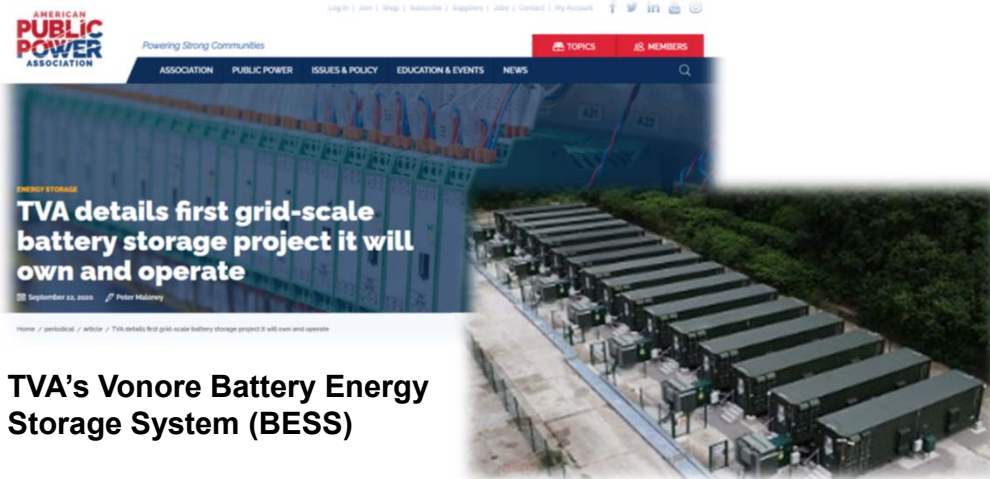 AMERICAN
PUBLIC
POWER
ASSOCIATION
Log In | Join | Shop | Subscribe | Suppliers | Jobs | Contact | My Account
Powering Strong Communities
TOPICS
MEMBERS
ASSOCIATION PUBLIC POWER ISSUES & POLICY EDUCATION & EVENTS NEWS
A21
A22
ENERGY STORAGE
TVA details first grid-scale
battery storage project it will
own and operate
September 22, 2020 Peter Maloney
Home / periodical / article / TVA details first grid-scale battery storage project it will own and operate
TVA's Vonore Battery Energy
Storage System (BESS)